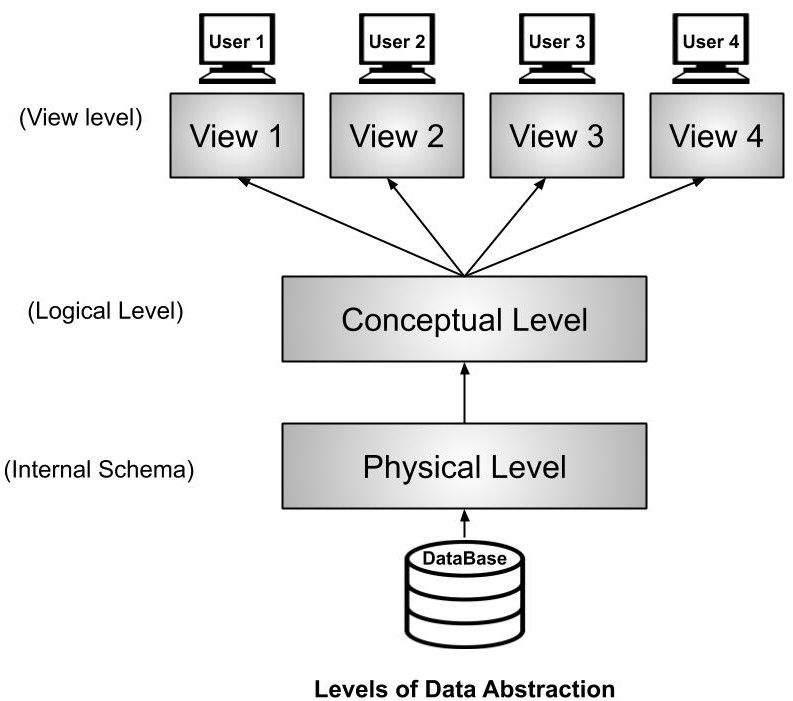 User 1
User 2
User 3
User 4
(View level)
View 1
View 2
View 3
View 4
(Logical Level)
Conceptual Level
(Internal Schema)
Physical Level
DataBase
Levels of Data Abstraction